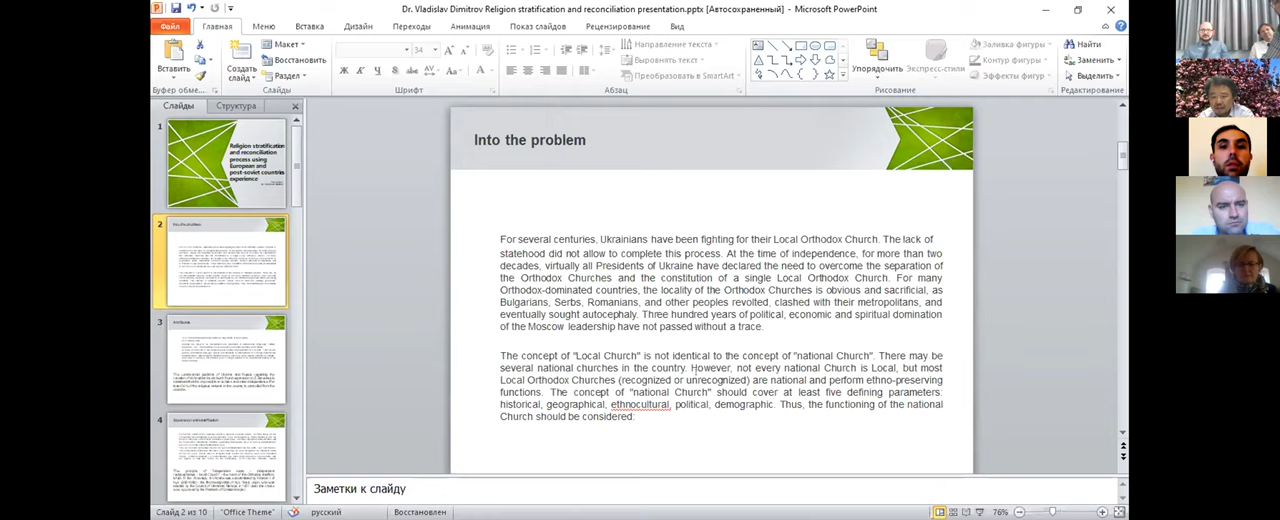 Dr. Vladislav Dimitrov Religion stratification and reconciliation presentation.pptx [Автосохраненный] - Microsoft PowerPoint
Файл Главная Меню Вставка Дизайн Переходы Анимация Показ слайдов Рецензирование Вид
Вставить
Буфер обме...
Создать слайд
Макет
Восстановить
Раздел
Слайды
34
Ж К Ч S abc AV Aa A
Шрифт
Абзац
Направление текста
Выровнять текст
Преобразовать в SmartArt
Упорядочить
Экспресс-стили
Заливка фигуры
Контур фигуры
Эффекты фигур
Рисование
Найти
Заменить
Выделить
Редактирование
Слайды Структура
1
Religion stratification
and reconciliation
process using
European and
post-soviet countries
experience
2
3
4
Into the problem
For several centuries, Ukrainians have been fighting for their Local Orthodox Church. The lack of
statehood did not allow to complete this process. At the time of independence, for more than two
decades, virtually all Presidents of Ukraine have declared the need to overcome the separation of
the Orthodox Churches and the constitution of a single Local Orthodox Church. For many
Orthodox-dominated countries, the locality of the Orthodox Churches is obvious and sacrificial, as
Bulgarians, Serbs, Romanians, and other peoples revolted, clashed with their metropolitans, and
eventually sought autocephaly. Three hundred years of political, economic and spiritual domination
of the Moscow leadership have not passed without a trace.
The concept of "Local Church" is not identical to the concept of "national Church". There may be
several national churches in the country. However, not every national Church is Local, but most
Local Orthodox Churches (recognized or unrecognized) are national and perform ethno-preserving
functions. The concept of "national Church" should cover at least five defining parameters:
historical, geographical, ethnocultural, political, demographic. Thus, the functioning of the national
Church should be considered:
Заметки к слайду
Слайд 2 из 10 "Office Theme" русский Восстановлен 76%